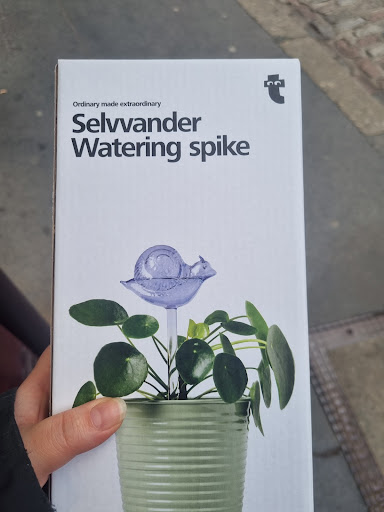 Ordinary made extraordinary
Selvvander
Watering spike